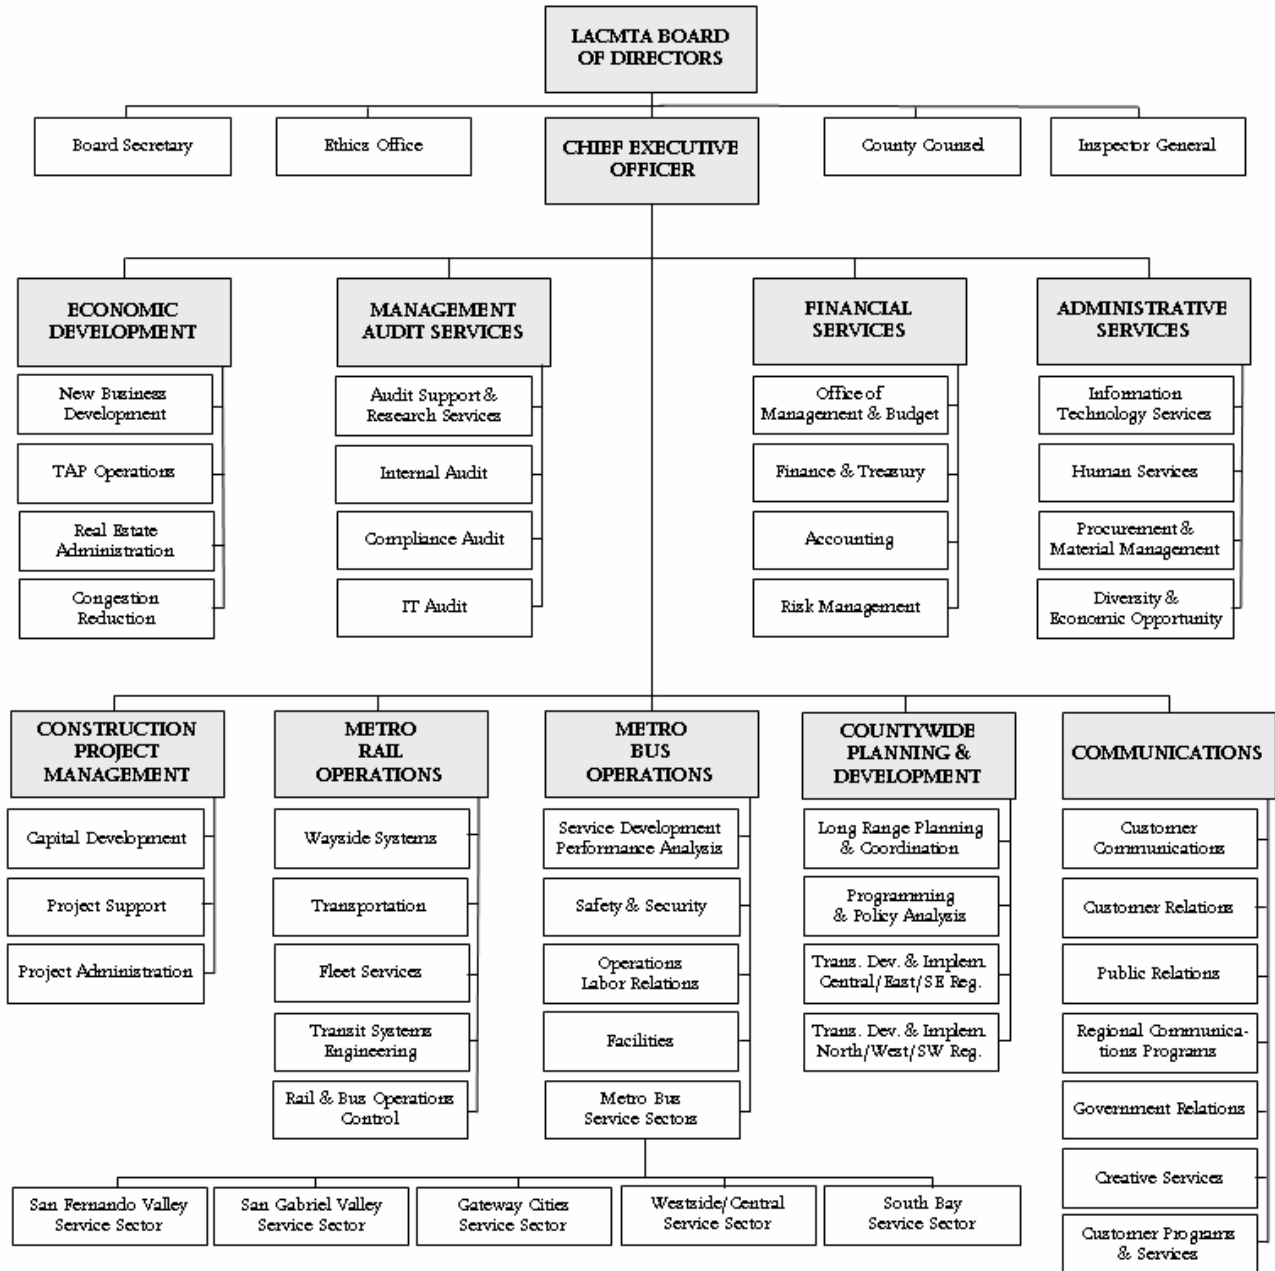 LACMTA BOARD
OF DIRECTORS
Board Secretary
Ethics Office
CHIEF EXECUTIVE
OFFICER
County Counsel
Inspector General
ECONOMIC
DEVELOPMENT
MANAGEMENT
AUDIT SERVICES
FINANCIAL
SERVICES
ADMINISTRATIVE
SERVICES
New Business
Development
TAP Operations
Real Estate
Administration
Congestion
Reduction
Audit Support &
Research Services
Internal Audit
Compliance Audit
IT Audit
Office of
Management & Budget
Finance & Treasury
Accounting
Risk Management
Information
Technology Services
Human Services
Procurement &
Material Management
Diversity &
Economic Opportunity
CONSTRUCTION
PROJECT
MANAGEMENT
METRO
RAIL
OPERATIONS
METRO
BUS
OPERATIONS
COUNTYWIDE
PLANNING &
DEVELOPMENT
COMMUNICATIONS
Capital Development
Project Support
Project Administration
Wayside Systems
Transportation
Fleet Services
Transit Systems
Engineering
Rail & Bus Operations
Control
Service Development
Performance Analysis
Safety & Security
Operations
Labor Relations
Facilities
Metro Bus
Service Sectors
Long Range Planning
& Coordination
Programming
& Policy Analysis
Trans. Dev. & Implem.
Central/East/SE Reg.
Trans. Dev. & Implem.
North/West/SW Reg.
Customer
Communications
Customer Relations
Public Relations
Regional Communica-
tions Programs
Government Relations
Creative Services
Customer Programs
& Services
San Fernando Valley
Service Sector
San Gabriel Valley
Service Sector
Gateway Cities
Service Sector
Westside/Central
Service Sector
South Bay
Service Sector